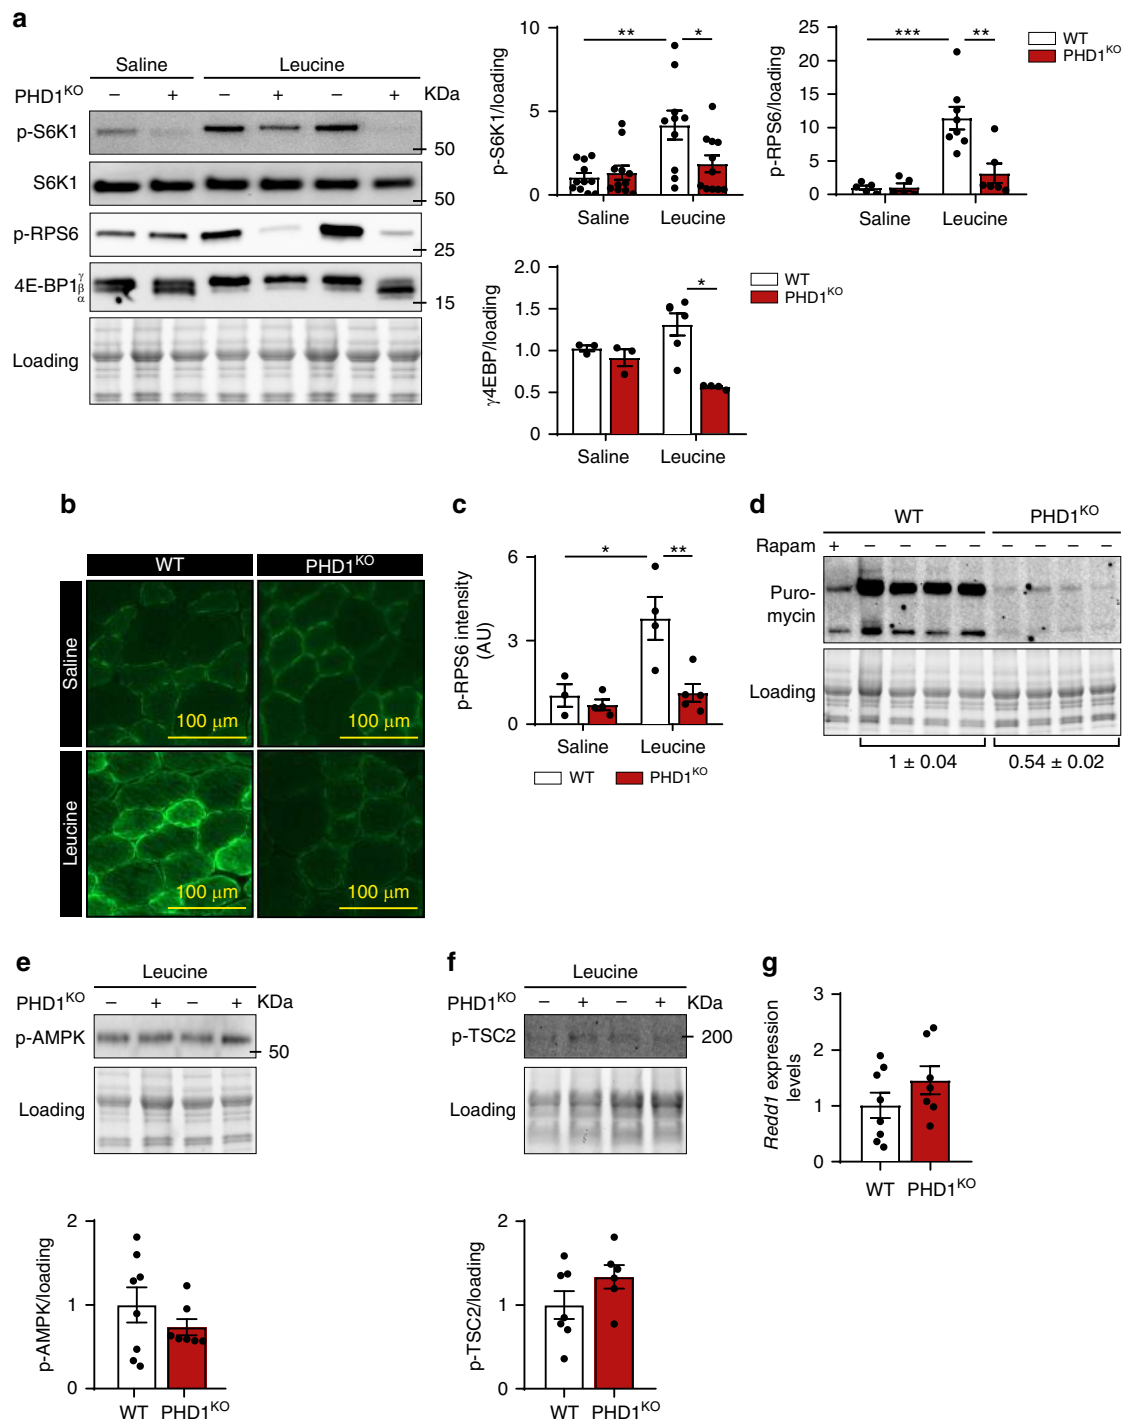 a
Saline Leucine
PHD1KO – + – + – + KDa
p-S6K1
50
S6K1
50
p-RPS6
25
4E-BP1 γ β α
15
Loading
p-S6K1/loading
10
5
0
** *
Saline Leucine
p-RPS6/loading
25
20
15
10
5
0
*** **
Saline Leucine
WT
PHD1KO
γ4EBP/loading
2.0
1.5
1.0
0.5
0
*
Saline Leucine
WT
PHD1KO
b
WT PHD1KO
Saline
100 μm 100 μm
Leucine
100 μm 100 μm
c
p-RPS6 intensity
(AU)
6
3
0
* **
Saline Leucine
WT PHD1KO
d
WT PHD1KO
Rapam + – – – – – – – –
Puro-
mycin
Loading
1 ± 0.04 0.54 ± 0.02
e
Leucine
PHD1KO – + – + KDa
p-AMPK
50
Loading
p-AMPK/loading
2
1
0
WT PHD1KO
f
Leucine
PHD1KO – + – + KDa
p-TSC2
200
Loading
p-TSC2/loading
2
1
0
WT PHD1KO
g
Redd1 expression
levels
3
2
1
0
WT PHD1KO